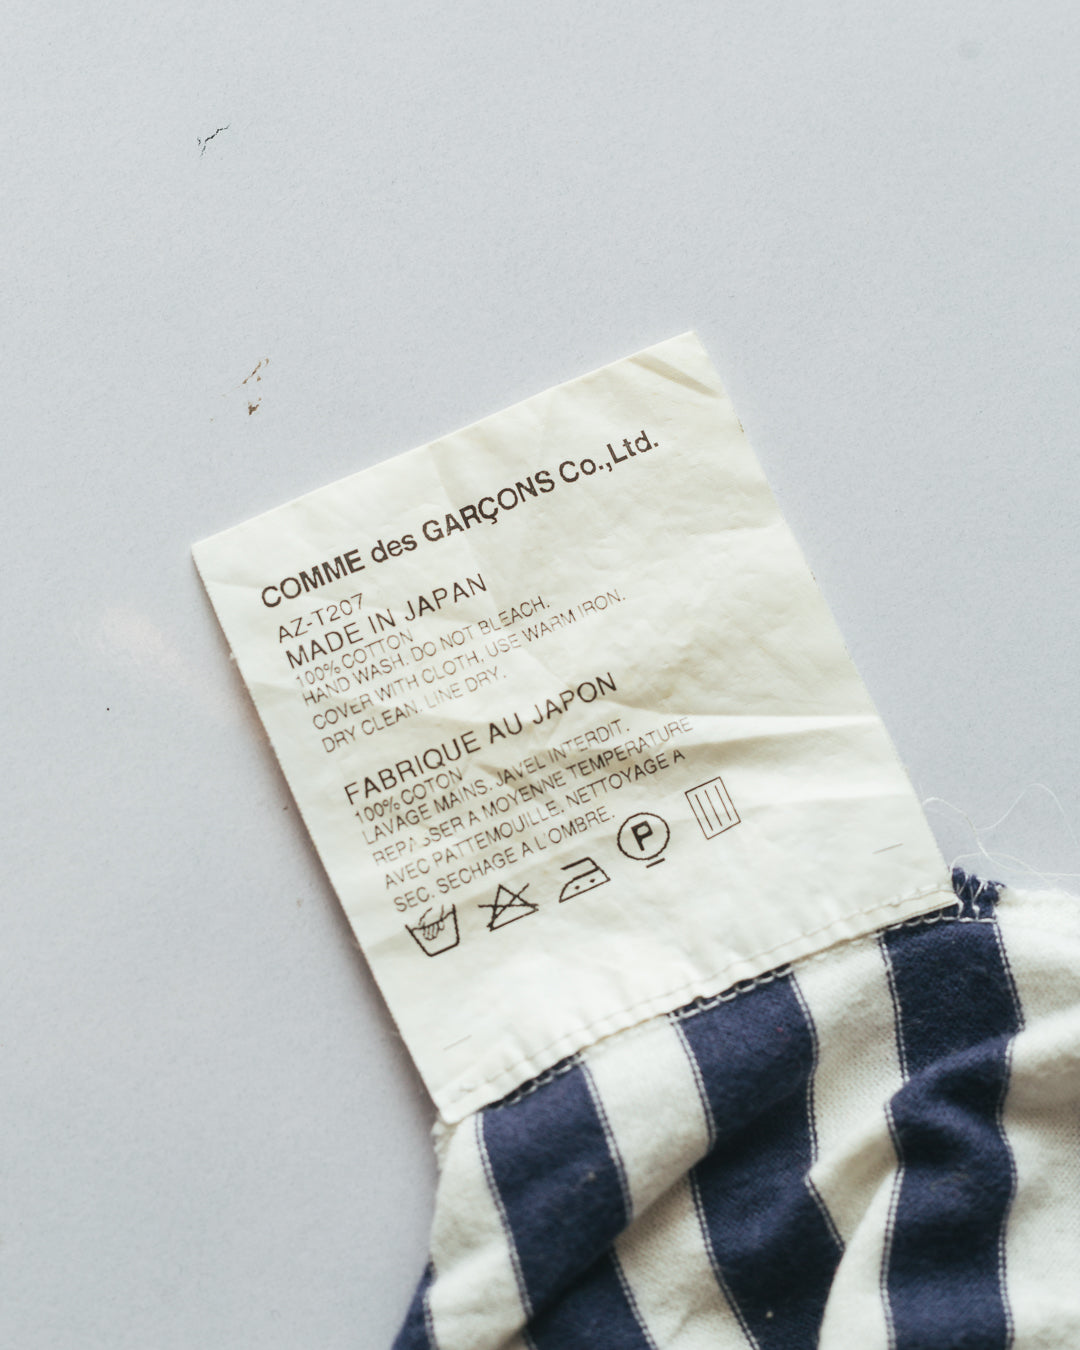 COMME des GARÇONS Co.,Ltd.
AZ-T207
MADE IN JAPAN
100% COTTON
HAND WASH. DO NOT BLEACH.
COVER WITH CLOTH, USE WARM IRON.
DRY CLEAN. LINE DRY.
FABRIQUE AU JAPON
100% COTON
LAVAGE MAINS. JAVEL INTERDIT.
REPASSER A MOYENNE TEMPERATURE
AVEC PATTEMOUILLE. NETTOYAGE A
SEC. SECHAGE A L'OMBRE.
P